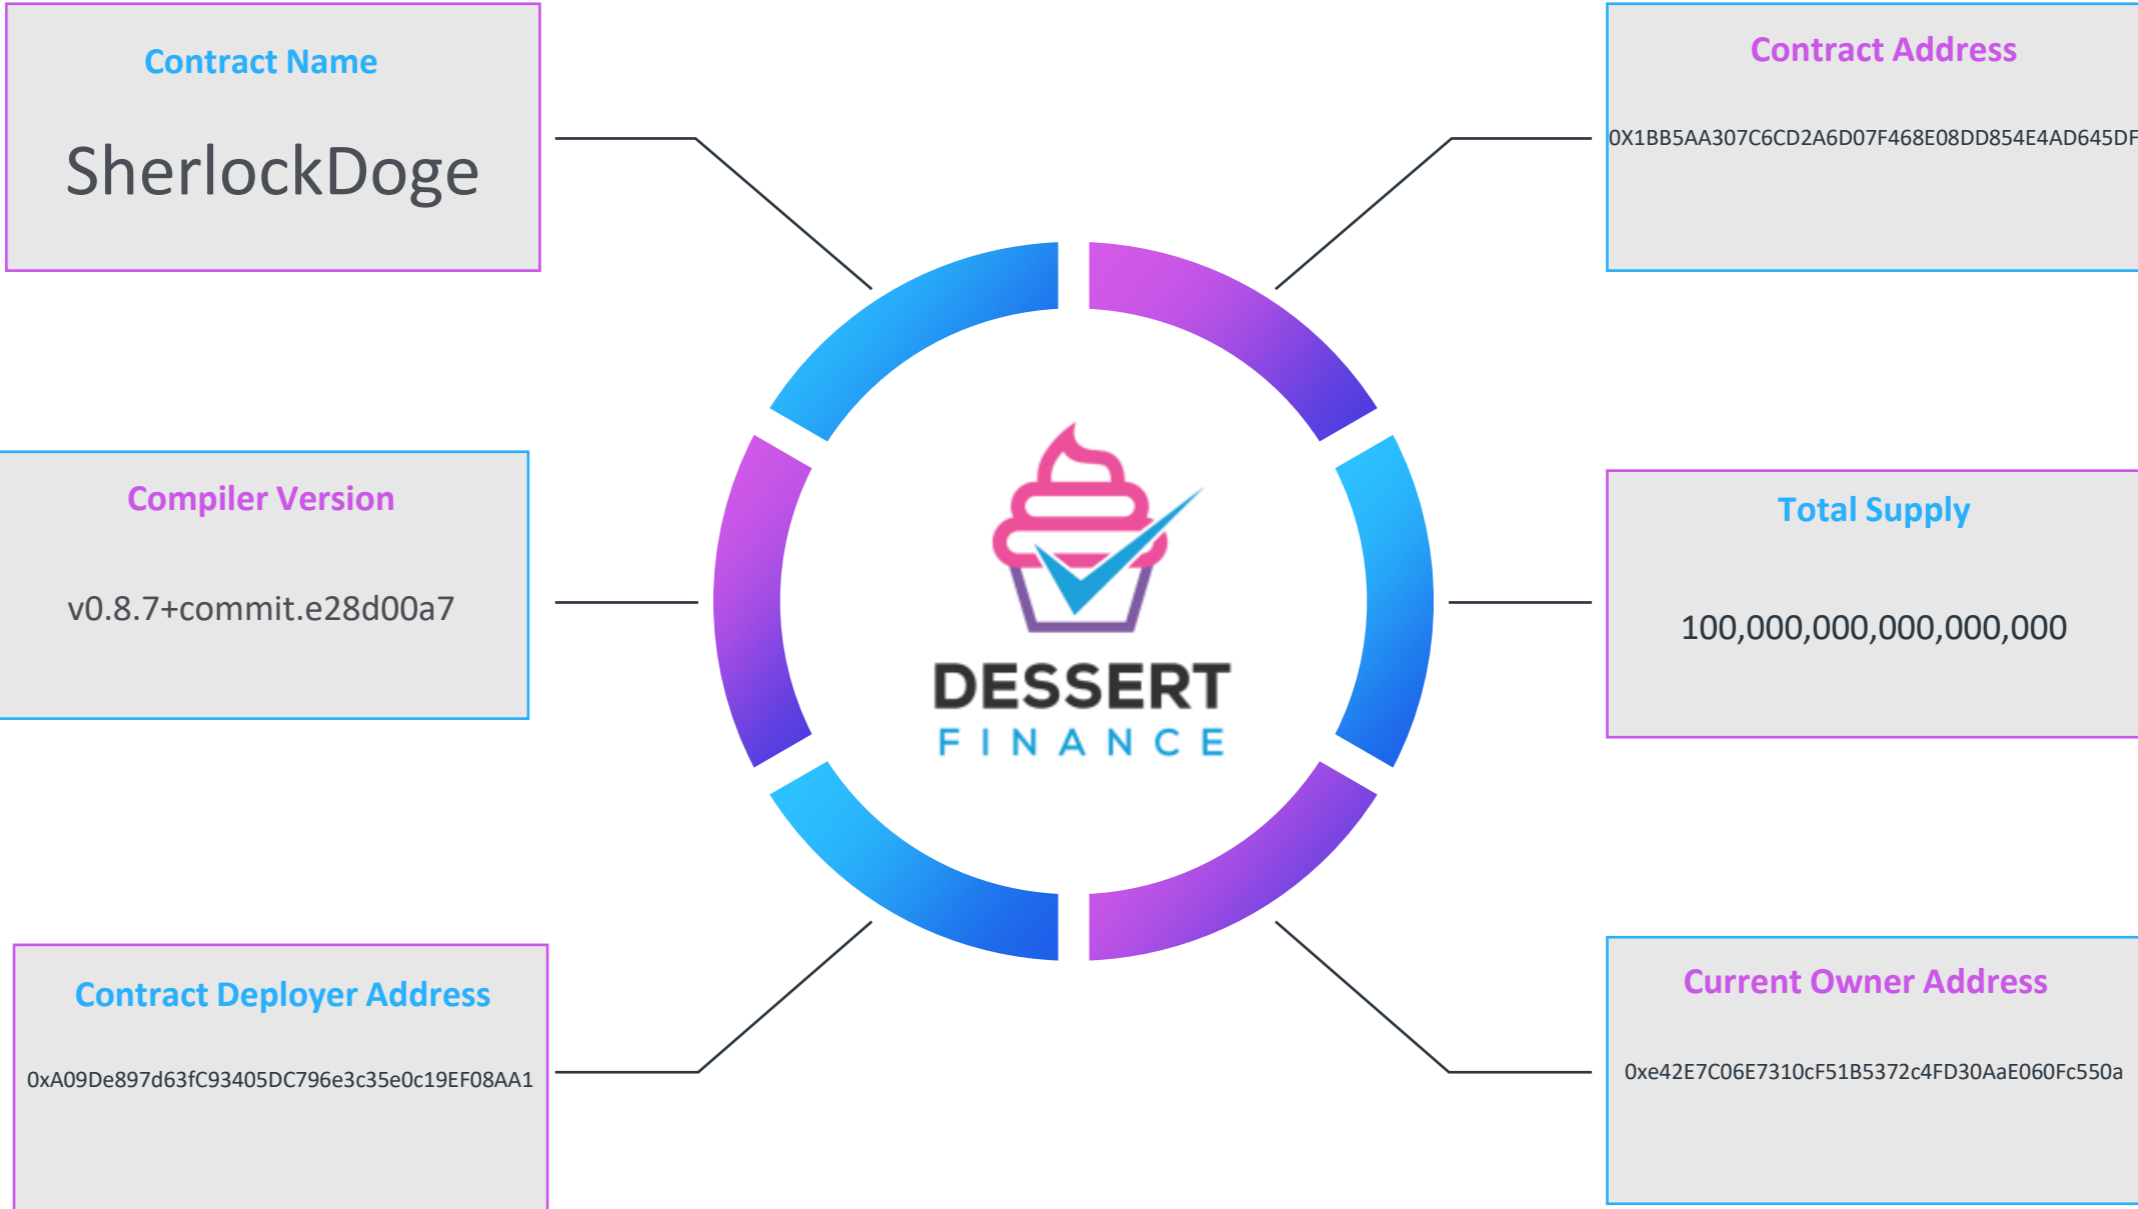 Contract Name
SherlockDoge
Contract Address
0X1BB5AA307C6CD2A6D07F468E08DD854E4AD645DF
Compiler Version
v0.8.7+commit.e28d00a7
DESSERT
FINANCE
Total Supply
100,000,000,000,000,000
Contract Deployer Address
0xA09De897d63fC93405DC796e3c35e0c19EF08AA1
Current Owner Address
0xe42E7C06E7310cF51B5372c4FD30AaE060Fc550a